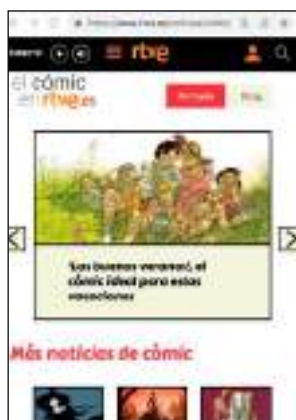 rtve
el cómic
en rtve.es
Portada
Blog
'Los buenos veranos', el
cómic ideal para estas
vacaciones
Más noticias de cómic